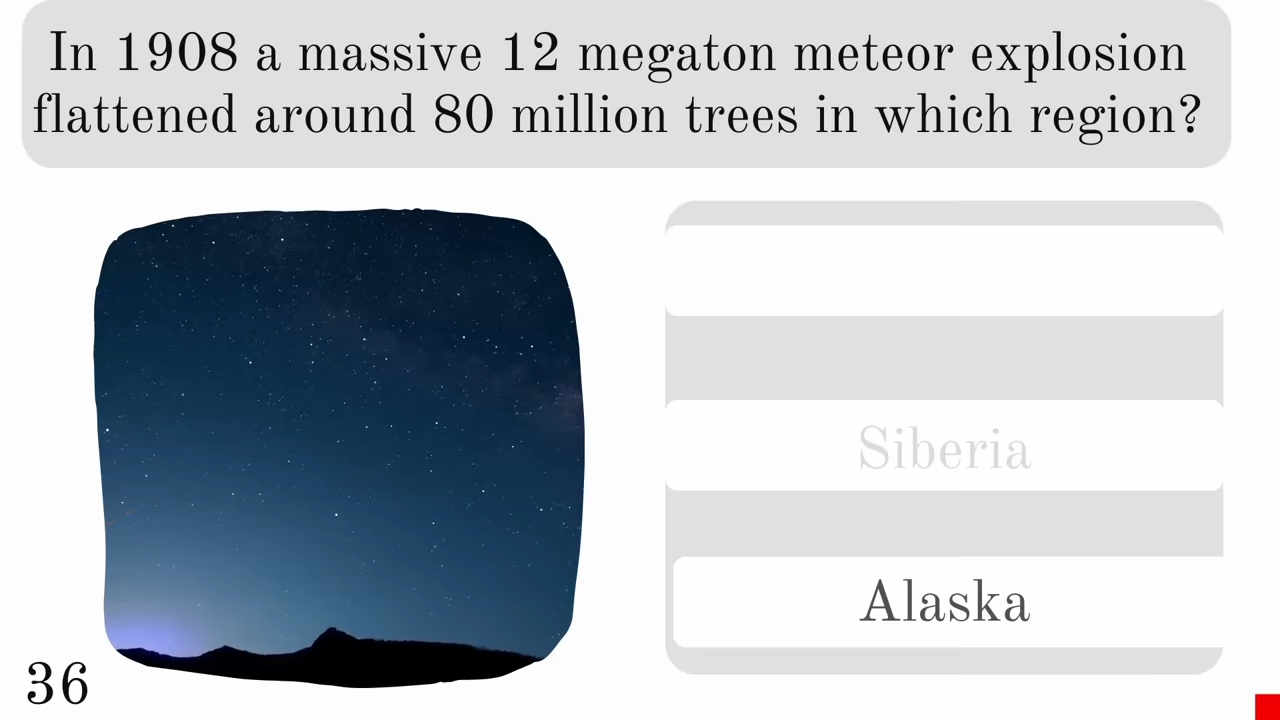 In 1908 a massive 12 megaton meteor explosion
flattened around 80 million trees in which region?
Siberia
Alaska
36